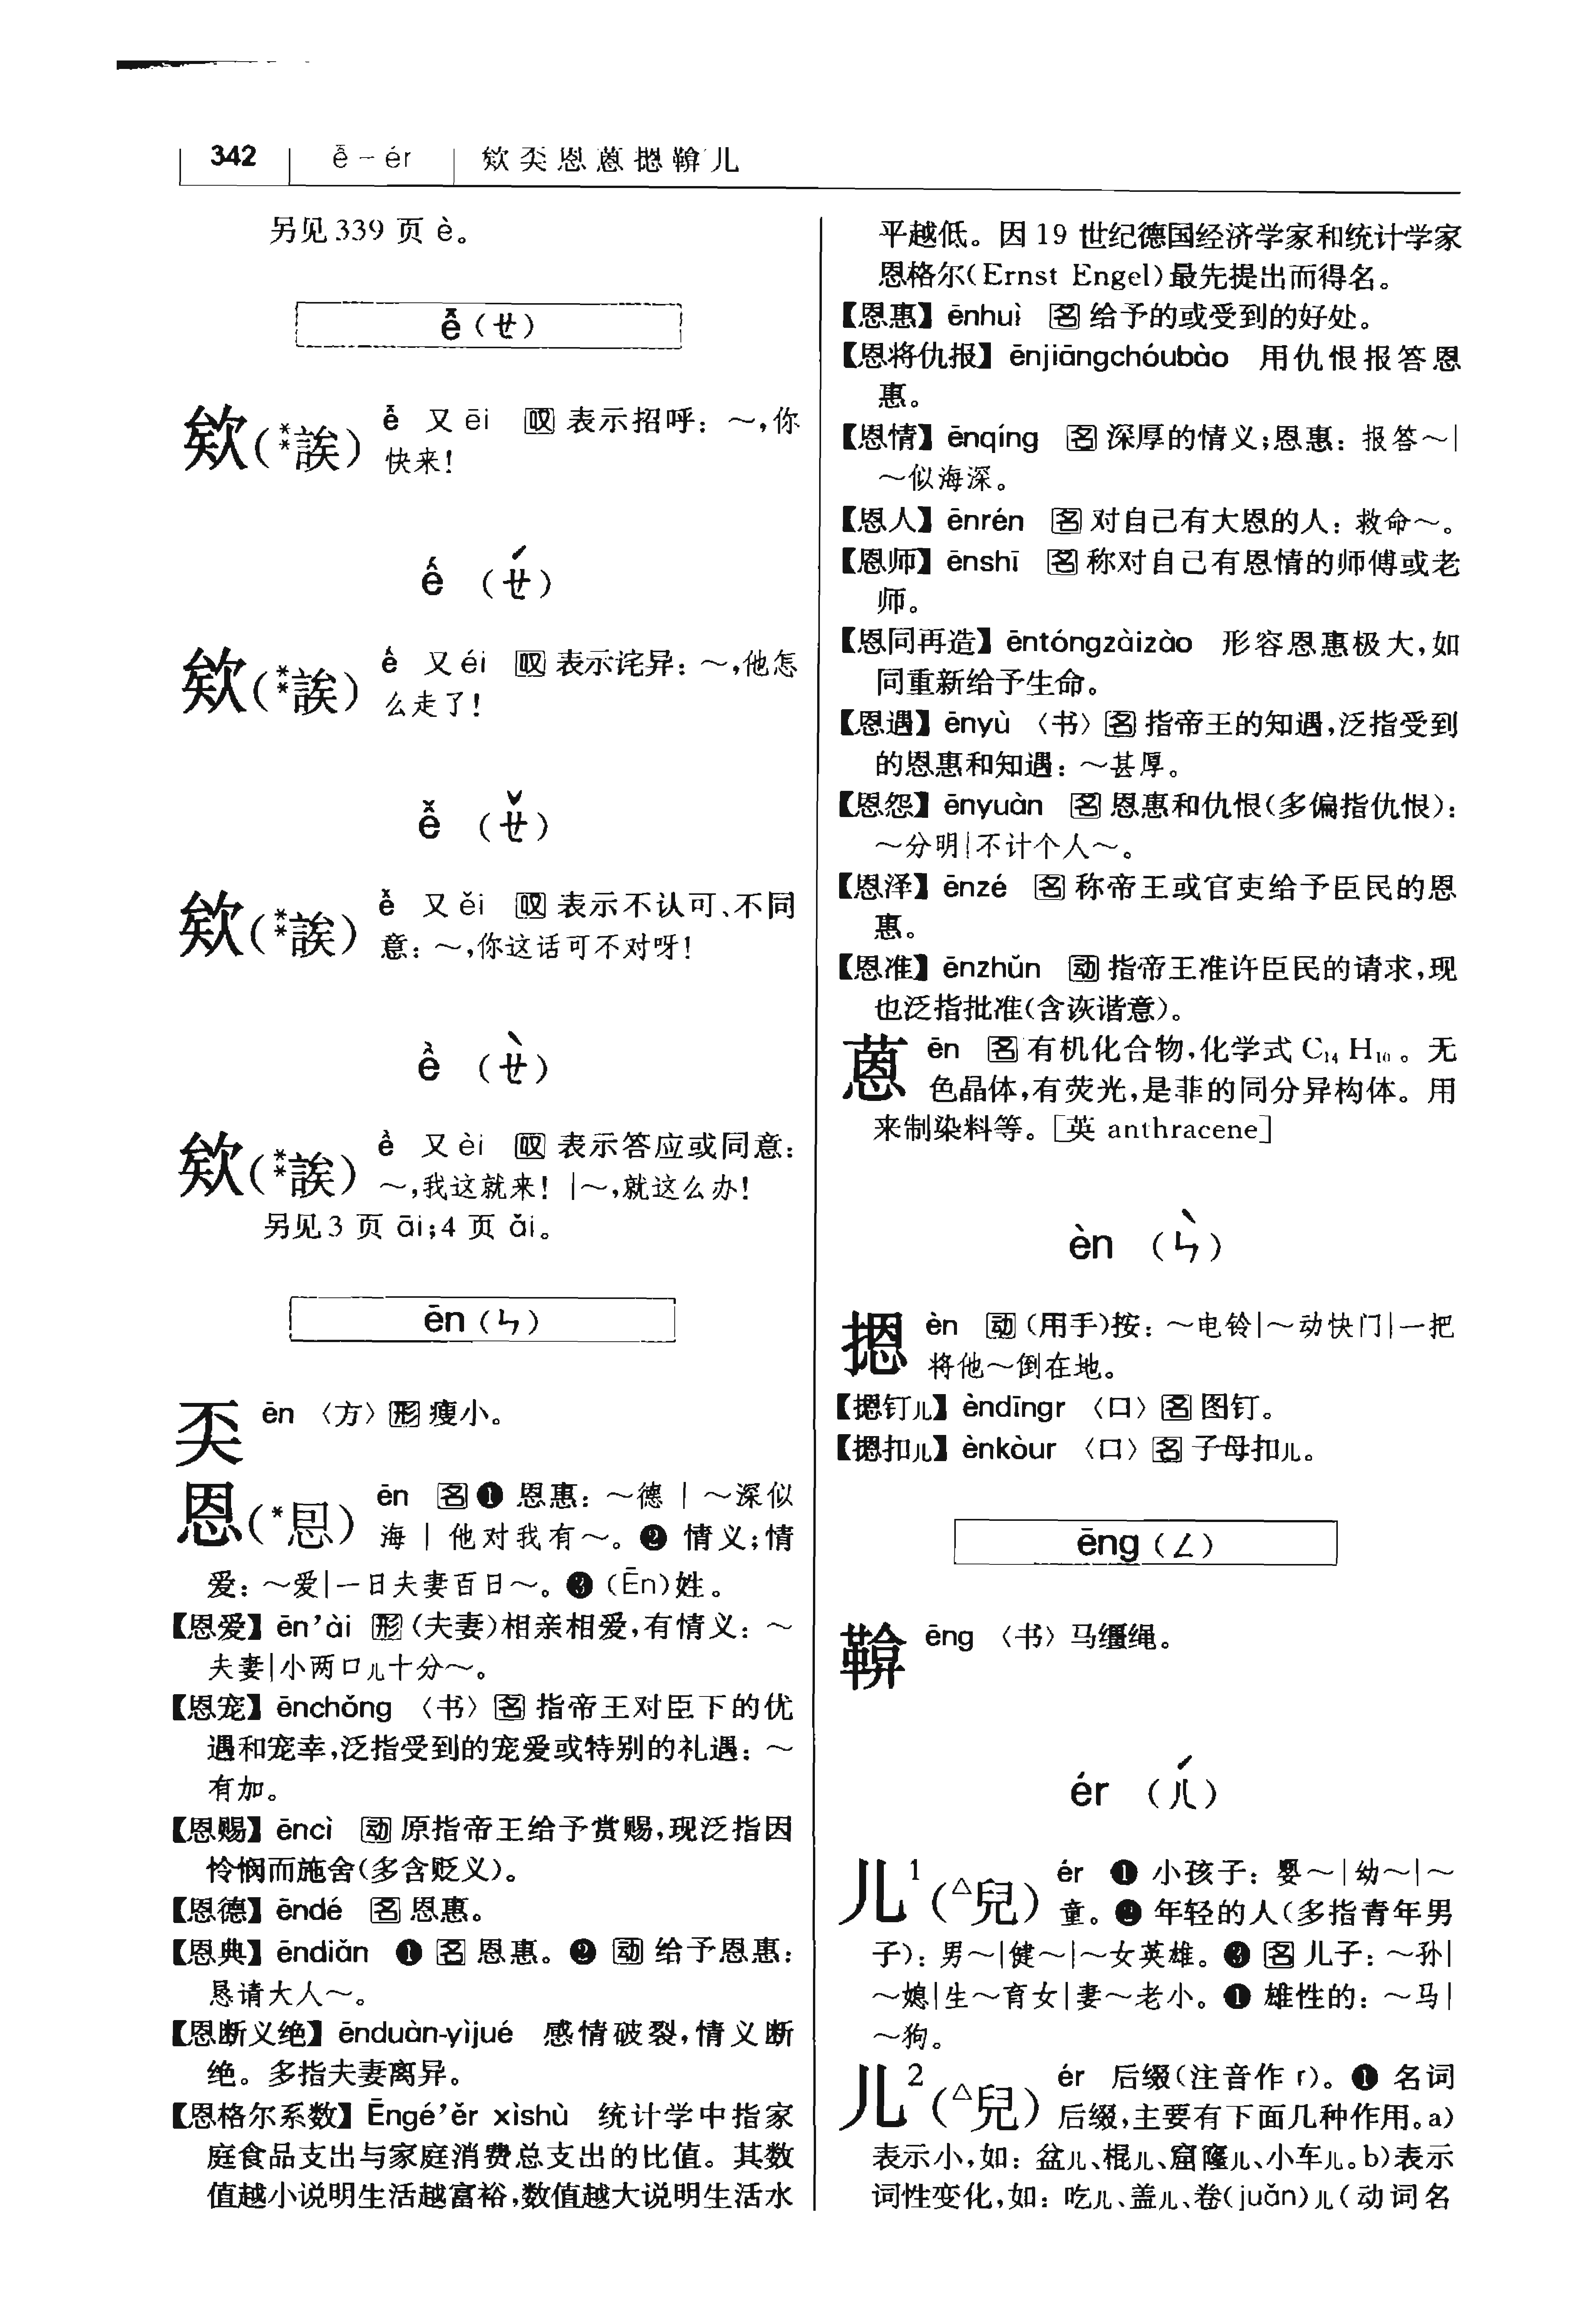 342 ê̄－ér 欸奀恩蒽摁鞥儿
另见339 页 è。
ê̄(ㄝ)
欸(**誒) ê̄ 又 ēi 叹 表示招呼：～,你
快来！
ế (ㄝˊ)
欸(**誒) ế 又 éi 叹 表示诧异：～,他怎
么走了！
ê̌ (ㄝˇ)
欸(**誒) ê̌ 又 ěi 叹 表示不认可、不同
意：～,你这话可不对呀！
ề (ㄝˋ)
欸(**誒) ề 又 èi 叹 表示答应或同意：
～,我这就来！|～,就这么办！
另见3 页 āi;4 页 ǎi。
ēn(ㄣ)
奀 ēn 〈方〉形 瘦小。
恩(*㤙) ēn 名❶ 恩惠：～德 | ～深似
海 | 他对我有～。❷ 情义;情
爱：～爱|一日夫妻百日～。❸ (Ēn)姓。
【恩爱】ēn’ài 形(夫妻)相亲相爱,有情义：～
夫妻|小两口儿十分～。
【恩宠】ēnchǒng 〈书〉名 指帝王对臣下的优
遇和宠幸,泛指受到的宠爱或特别的礼遇：～
有加。
【恩赐】ēncì 动 原指帝王给予赏赐,现泛指因
怜悯而施舍(多含贬义)。
【恩德】ēndé 名 恩惠。
【恩典】ēndiǎn ❶ 名 恩惠。❷ 动 给予恩惠：
恳请大人～。
【恩断义绝】ēnduàn-yìjué 感情破裂,情义断
绝。多指夫妻离异。
【恩格尔系数】Ēngé’ěr xìshù 统计学中指家
庭食品支出与家庭消费总支出的比值。其数
值越小说明生活越富裕,数值越大说明生活水
平越低。因 19 世纪德国经济学家和统计学家
恩格尔(Ernst Engel)最先提出而得名。
【恩惠】ēnhuì 名 给予的或受到的好处。
【恩将仇报】ēnjiāngchóubào 用仇恨报答恩
惠。
【恩情】ēnqíng 名 深厚的情义;恩惠：报答～|
～似海深。
【恩人】ēnrén 名 对自己有大恩的人：救命～。
【恩师】ēnshī 名 称对自己有恩情的师傅或老
师。
【恩同再造】ēntóngzàizào 形容恩惠极大,如
同重新给予生命。
【恩遇】ēnyù 〈书〉名 指帝王的知遇,泛指受到
的恩惠和知遇：～甚厚。
【恩怨】ēnyuàn 名 恩惠和仇恨(多偏指仇恨)：
～分明|不计个人～。
【恩泽】ēnzé 名 称帝王或官吏给予臣民的恩
惠。
【恩准】ēnzhǔn 动 指帝王准许臣民的请求,现
也泛指批准(含诙谐意)。
蒽 ēn 名 有机化合物,化学式 C₁₄H₁₀。无
色晶体,有荧光,是菲的同分异构体。用
来制染料等。[英 anthracene]
èn (ㄣˋ)
摁 èn 动 (用手)按：～电铃|～动快门|一把
将他～倒在地。
【摁钉儿】èndīngr 〈口〉名 图钉。
【摁扣儿】ènkòur 〈口〉名 子母扣儿。
ēng(ㄥ)
鞥 ēng 〈书〉马缰绳。
ér (ㄦˊ)
儿¹(△兒) ér ❶ 小孩子：婴～|幼～|～
童。❷ 年轻的人(多指青年男
子)：男～|健～|～女英雄。❸ 名 儿子：～孙|
～媳|生～育女|妻～老小。❹ 雄性的：～马|
～狗。
儿²(△兒) ér 后缀(注音作 r)。❶ 名词
后缀,主要有下面几种作用。a)
表示小,如：盆儿、棍儿、窟窿儿、小车儿。b)表示
词性变化,如：吃儿、盖儿、卷(juǎn)儿(动词名